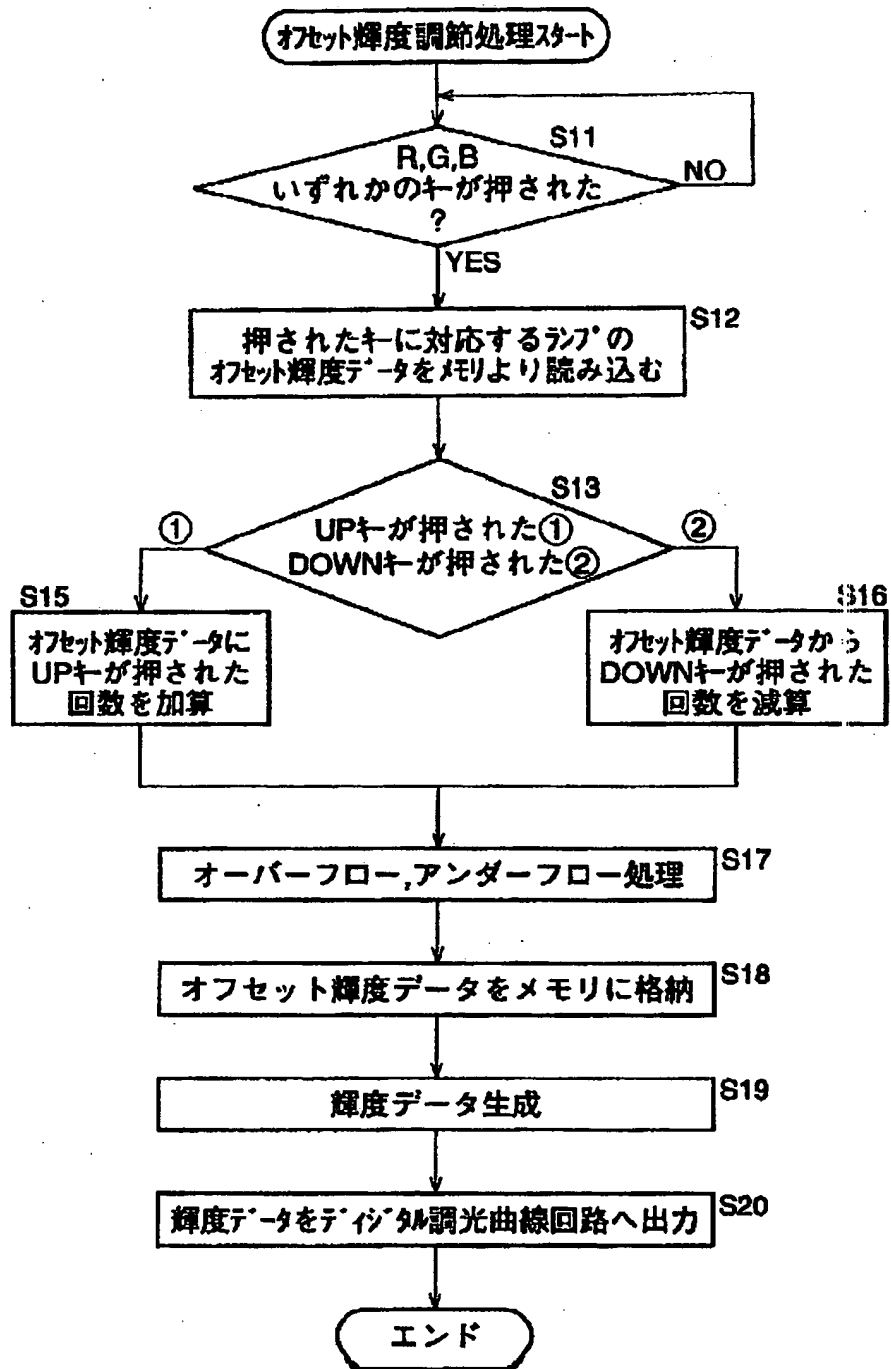 オフセット輝度調節処理スタート
S11
R,G,B
いずれかのキーが押された
?
NO
YES
S12
押されたキーに対応するランプの
オフセット輝度データをメモリより読み込む
S13
①
UPキーが押された①
DOWNキーが押された②
②
S15
オフセット輝度データに
UPキーが押された
回数を加算
S16
オフセット輝度データから
DOWNキーが押された
回数を減算
S17
オーバーフロー,アンダーフロー処理
S18
オフセット輝度データをメモリに格納
S19
輝度データ生成
S20
輝度データをディジタル調光曲線回路へ出力
エンド